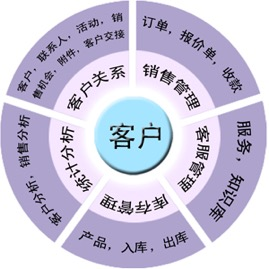 客户，联系人，活动，销
售机会，附件，客户交接
订单，报价单，收款
客户关系
销售管理
客户
客户分析，销售分析
统计分析
客服管理
服务，知识库
库存管理
产品，入库，出库